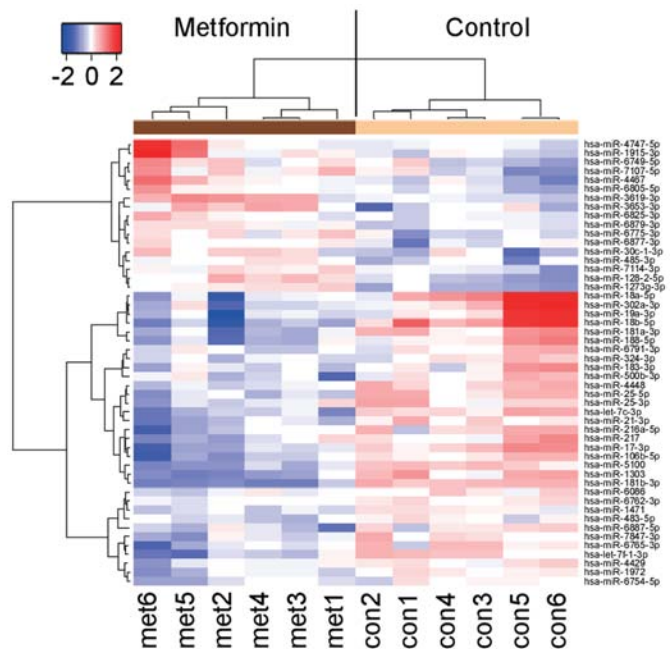 Metformin
Control
-2 0 2
hsa-miR-4747-5p
hsa-miR-1915-3p
hsa-miR-6749-5p
hsa-miR-7107-5p
hsa-miR-4467
hsa-miR-6805-5p
hsa-miR-3619-3p
hsa-miR-3653-3p
hsa-miR-6825-3p
hsa-miR-6879-3p
hsa-miR-6775-3p
hsa-miR-6877-3p
hsa-miR-30c-1-3p
hsa-miR-485-3p
hsa-miR-7114-3p
hsa-miR-128-2-5p
hsa-miR-1273g-3p
hsa-miR-18a-5p
hsa-miR-302a-3p
hsa-miR-19a-3p
hsa-miR-18b-5p
hsa-miR-181a-3p
hsa-miR-188-5p
hsa-miR-6791-3p
hsa-miR-324-3p
hsa-miR-183-3p
hsa-miR-500b-3p
hsa-miR-4448
hsa-miR-25-5p
hsa-miR-25-3p
hsa-let-7c-3p
hsa-miR-21-3p
hsa-miR-216a-5p
hsa-miR-217
hsa-miR-17-3p
hsa-miR-106b-5p
hsa-miR-5100
hsa-miR-1303
hsa-miR-181b-3p
hsa-miR-6086
hsa-miR-6762-3p
hsa-miR-1471
hsa-miR-483-5p
hsa-miR-6887-5p
hsa-miR-7847-3p
hsa-miR-6765-3p
hsa-let-7f-1-3p
hsa-miR-4429
hsa-miR-1972
hsa-miR-6754-5p
met6
met5
met2
met4
met3
met1
con2
con1
con4
con3
con5
con6